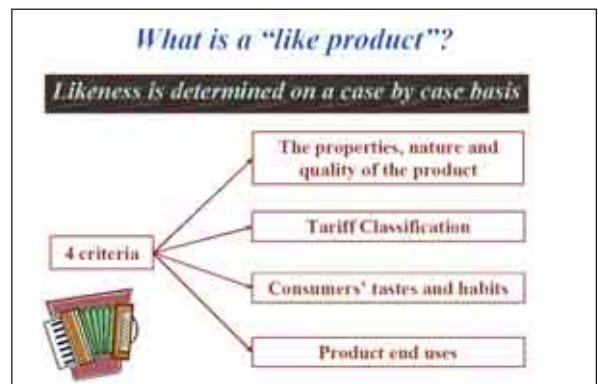 What is a “like product”?
Likeness is determined on a case by case basis
The properties, nature and
quality of the product
Tariff Classification
4 criteria
Consumers’ tastes and habits
Product end uses